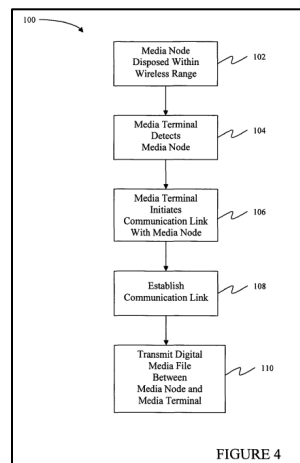 100
Media Node
Disposed Within
Wireless Range
102
Media Terminal
Detects
Media Node
104
Media Terminal
Initiates
Communication Link
With Media Node
106
Establish
Communication Link
108
Transmit Digital
Media File
Between
Media Node and
Media Terminal
110
FIGURE 4